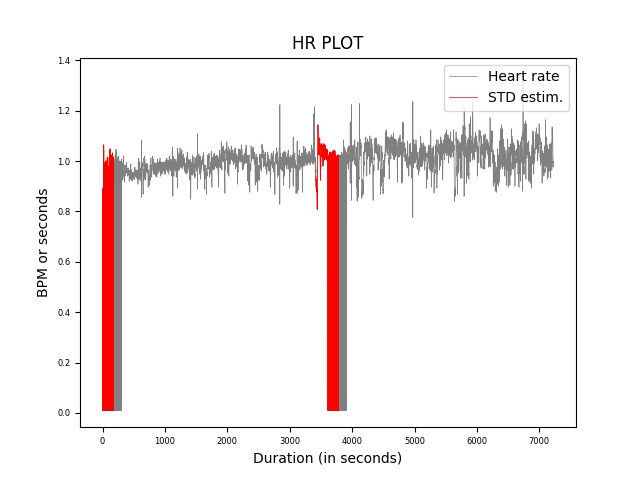 HR PLOT
Heart rate
STD estim.
BPM or seconds
1.4
1.2
1.0
0.8
0.6
0.4
0.2
0.0
0 1000 2000 3000 4000 5000 6000 7000
Duration (in seconds)